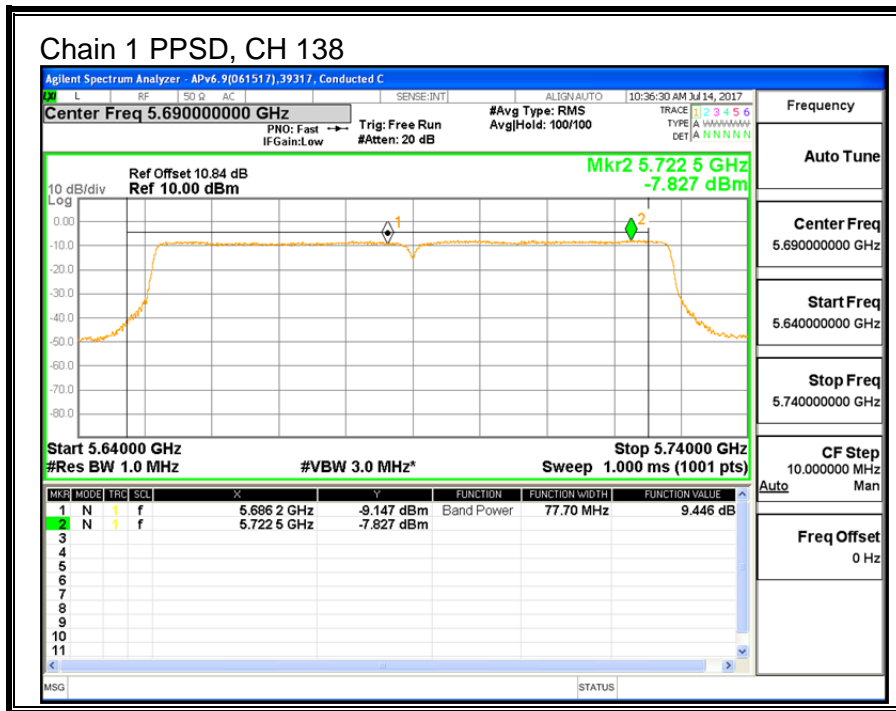 Chain 1 PPSD, CH 138
Agilent Spectrum Analyzer - APv6.9(061517),39317, Conducted C
LXI L RF 50 Ω AC SENSE:INT ALIGN AUTO 10:36:30 AM Jul 14, 2017
Center Freq 5.690000000 GHz
PNO: Fast
IFGain:Low
Trig: Free Run
#Atten: 20 dB
#Avg Type: RMS
Avg|Hold: 100/100
TRACE 1 2 3 4 5 6
TYPE A WWWWW
DET A N N N N N
Frequency
Auto Tune
Center Freq
5.690000000 GHz
Start Freq
5.640000000 GHz
Stop Freq
5.740000000 GHz
CF Step
10.000000 MHz
Auto Man
Freq Offset
0 Hz
Mkr2 5.722 5 GHz
-7.827 dBm
Ref Offset 10.84 dB
10 dB/div Ref 10.00 dBm
Log
1
2
0.00
-10.0
-20.0
-30.0
-40.0
-50.0
-60.0
-70.0
-80.0
Start 5.64000 GHz Stop 5.74000 GHz
#Res BW 1.0 MHz #VBW 3.0 MHz* Sweep 1.000 ms (1001 pts)
MKR MODE TRC SCL X Y FUNCTION FUNCTION WIDTH FUNCTION VALUE
1 N 1 f 5.686 2 GHz -9.147 dBm Band Power 77.70 MHz 9.446 dB
2 N 1 f 5.722 5 GHz -7.827 dBm
3
4
5
6
7
8
9
10
11
MSG STATUS